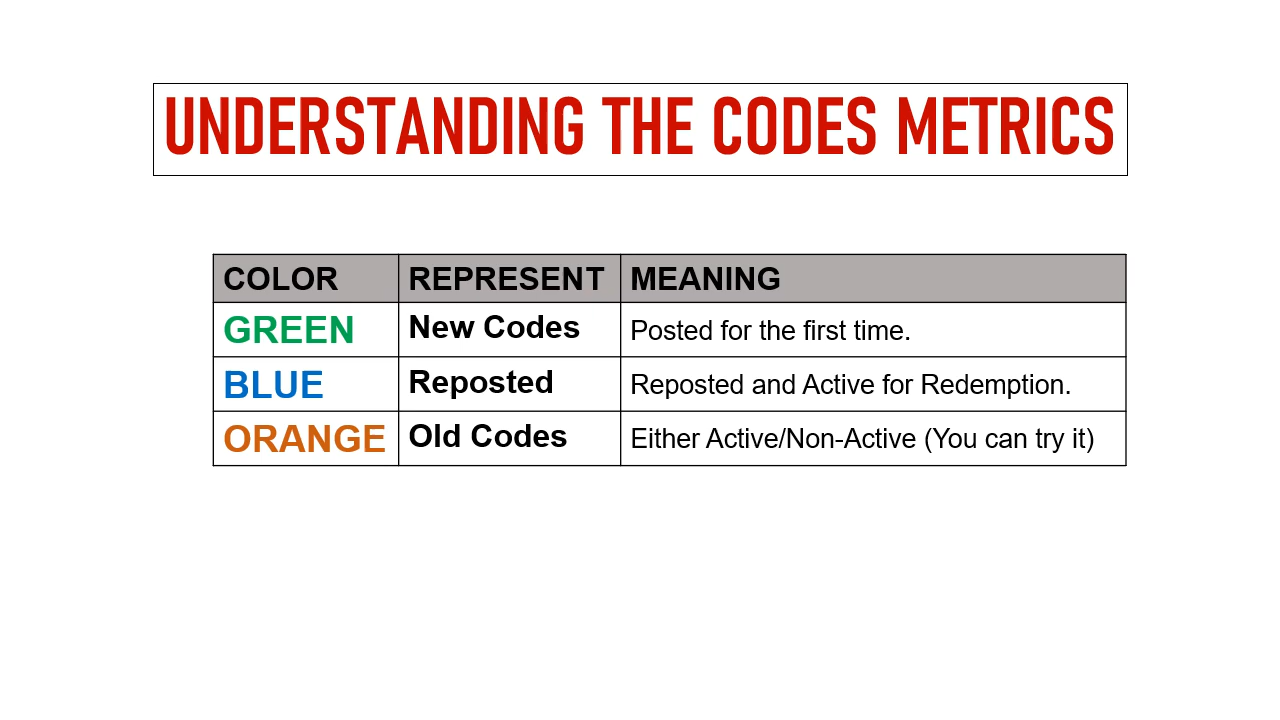 UNDERSTANDING THE CODES METRICS
COLOR REPRESENT MEANING
GREEN New Codes Posted for the first time.
BLUE Reposted Reposted and Active for Redemption.
ORANGE Old Codes Either Active/Non-Active (You can try it)